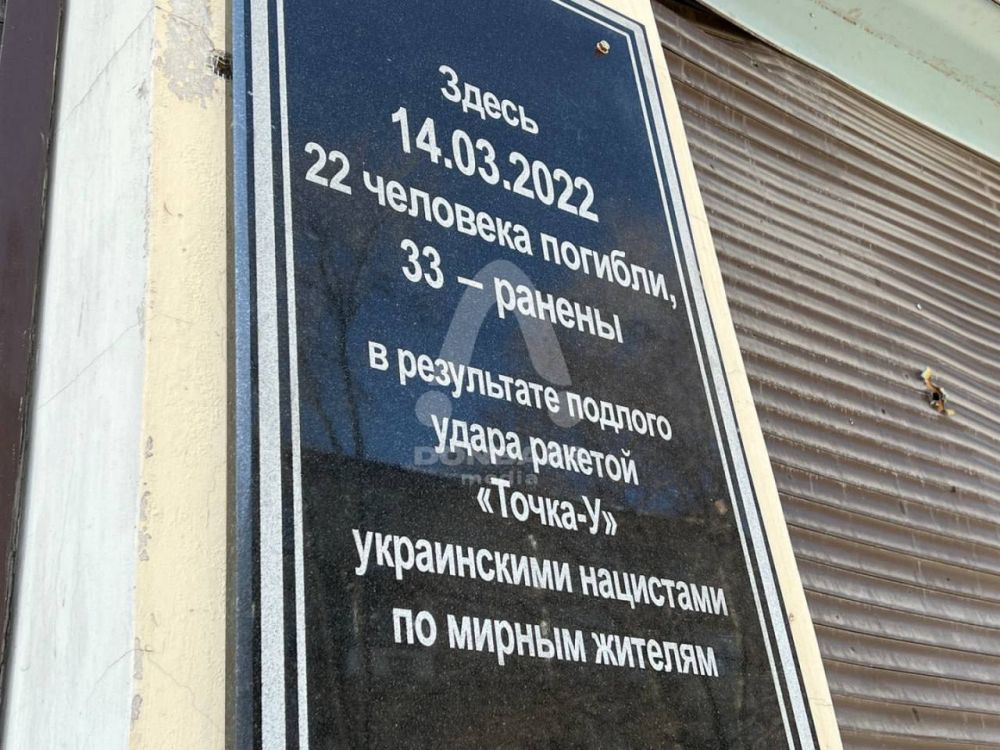 Здесь
14.03.2022
22 человека погибли,
33 – ранены
в результате подлого
удара ракетой
«Точка-У»
украинскими нацистами
по мирным жителям
media